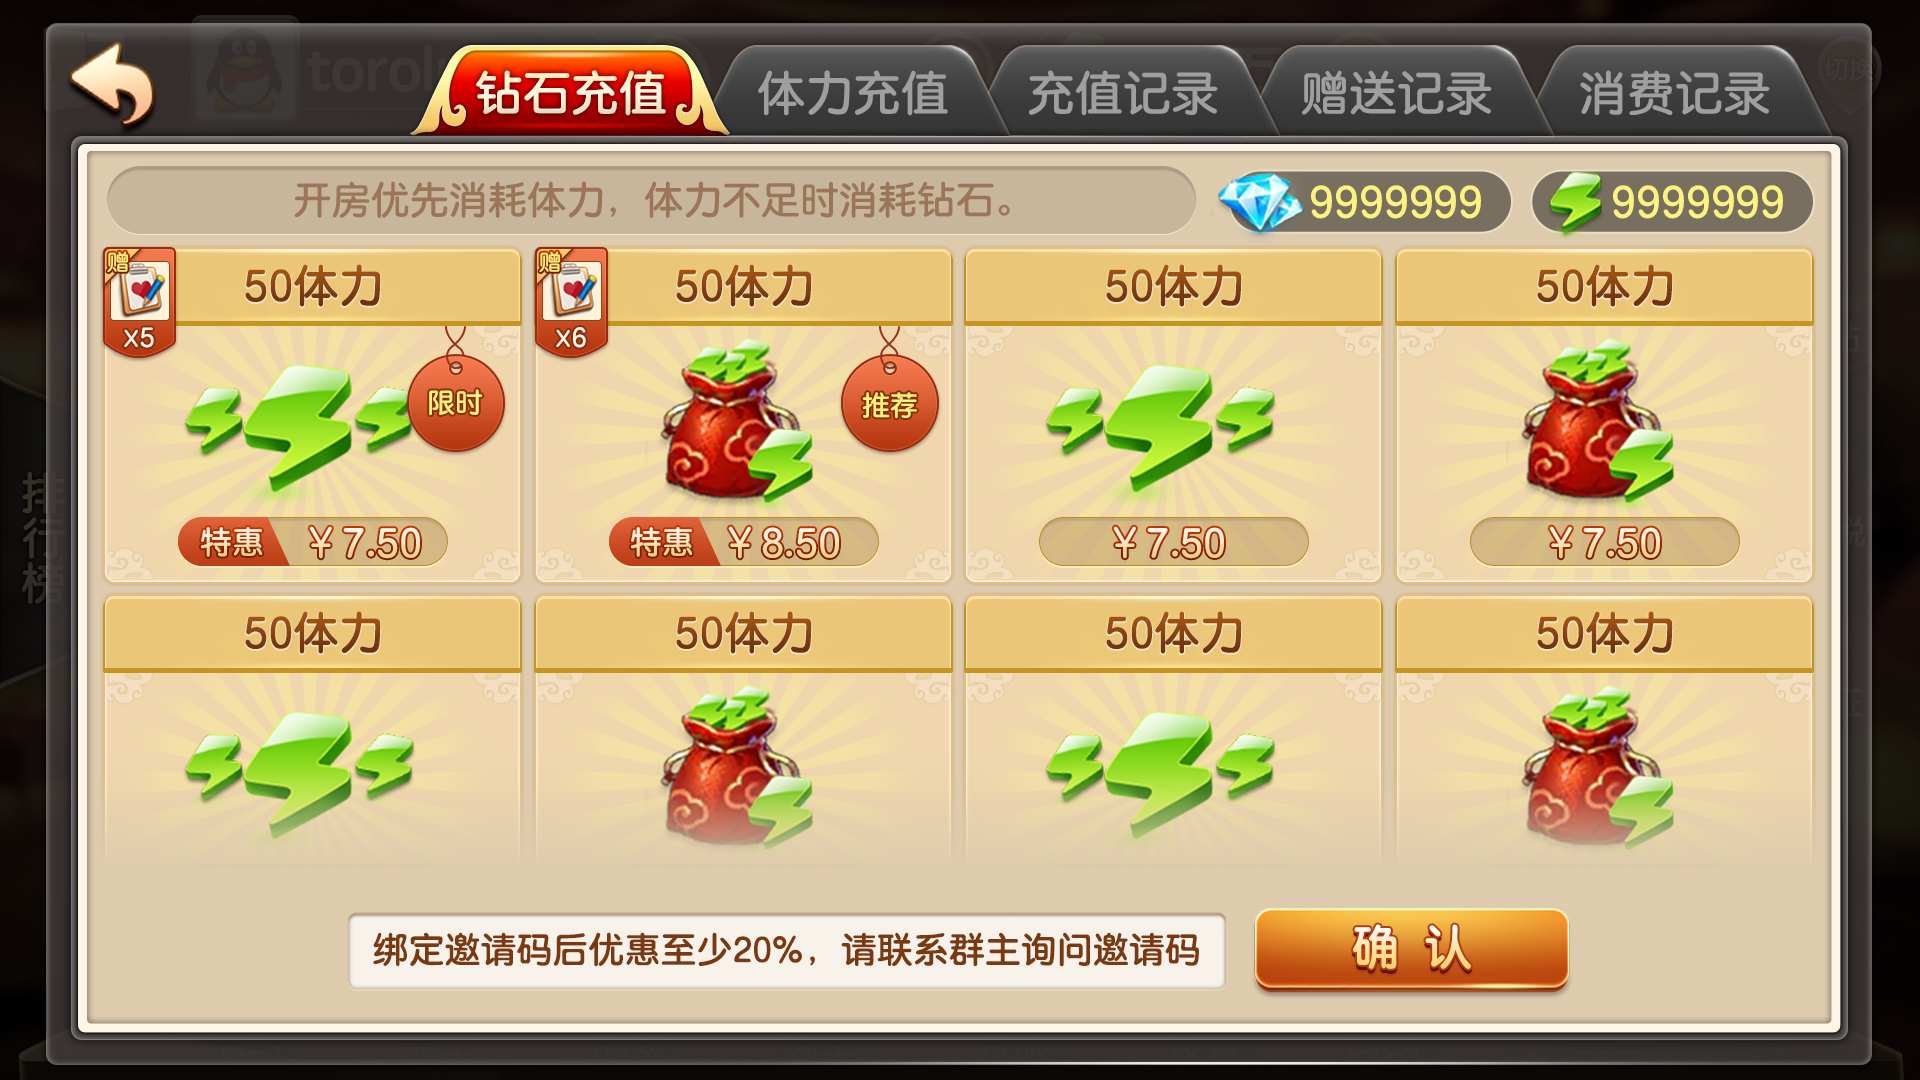 钻石充值
体力充值
充值记录
赠送记录
消费记录
切换
开房优先消耗体力，体力不足时消耗钻石。
9999999
9999999
赠
x5
50体力
赠
x6
50体力
50体力
50体力
限时
推荐
特惠
￥7.50
特惠
￥8.50
￥7.50
￥7.50
排行榜
50体力
50体力
50体力
50体力
绑定邀请码后优惠至少20%，请联系群主询问邀请码
确 认